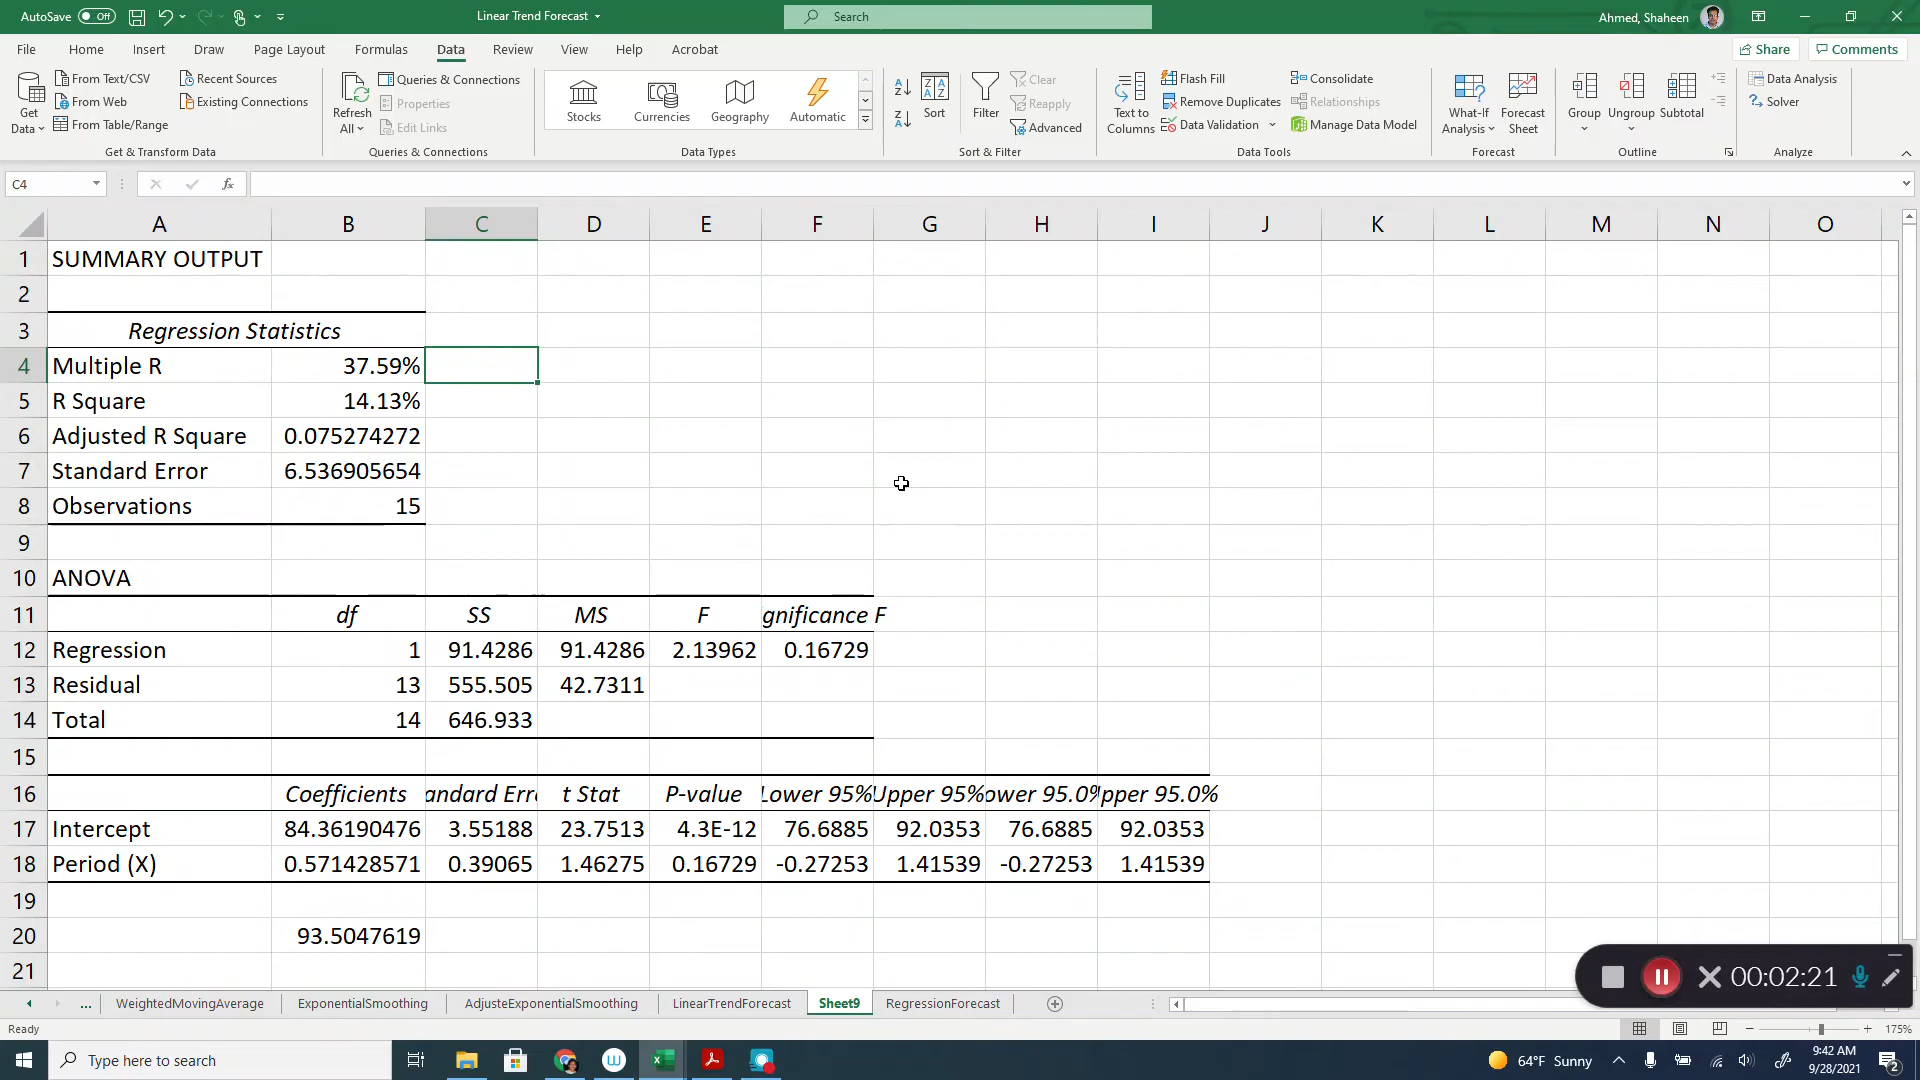 AutoSave Off
Linear Trend Forecast
Search
Ahmed, Shaheen
File Home Insert Draw Page Layout Formulas Data Review View Help Acrobat
Share Comments
Get Data
From Text/CSV
From Web
From Table/Range
Recent Sources
Existing Connections
Get & Transform Data
Refresh All
Queries & Connections
Properties
Edit Links
Queries & Connections
Stocks
Currencies
Geography
Automatic
Data Types
Sort
Filter
Clear
Reapply
Advanced
Sort & Filter
Text to Columns
Flash Fill
Remove Duplicates
Data Validation
Consolidate
Relationships
Manage Data Model
Data Tools
What-If Analysis
Forecast Sheet
Forecast
Group
Ungroup
Subtotal
Outline
Data Analysis
Solver
Analyze
C4
fx
A B C D E F G H I J K L M N O
1 SUMMARY OUTPUT
2
3 Regression Statistics
4 Multiple R 37.59%
5 R Square 14.13%
6 Adjusted R Square 0.075274272
7 Standard Error 6.536905654
8 Observations 15
9
10 ANOVA
11 df SS MS F gnificance F
12 Regression 1 91.4286 91.4286 2.13962 0.16729
13 Residual 13 555.505 42.7311
14 Total 14 646.933
15
16 Coefficients andard Erro t Stat P-value Lower 95% Upper 95% ower 95.0% pper 95.0%
17 Intercept 84.36190476 3.55188 23.7513 4.3E-12 76.6885 92.0353 76.6885 92.0353
18 Period (X) 0.571428571 0.39065 1.46275 0.16729 -0.27253 1.41539 -0.27253 1.41539
19
20 93.5047619
21
00:02:21
... WeightedMovingAverage ExponentialSmoothing AdjusteExponentialSmoothing LinearTrendForecast Sheet9 RegressionForecast
Ready
175%
Type here to search
64°F Sunny
9:42 AM
9/28/2021
2